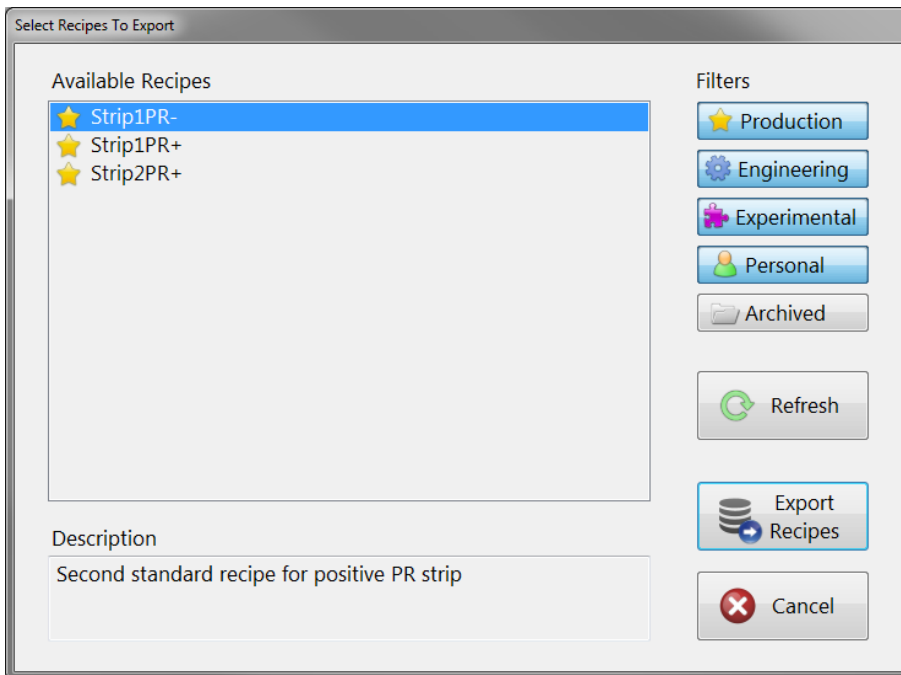 Select Recipes To Export
Available Recipes
Strip1PR-
Strip1PR+
Strip2PR+
Description
Second standard recipe for positive PR strip
Filters
Production
Engineering
Experimental
Personal
Archived
Refresh
Export
Recipes
Cancel